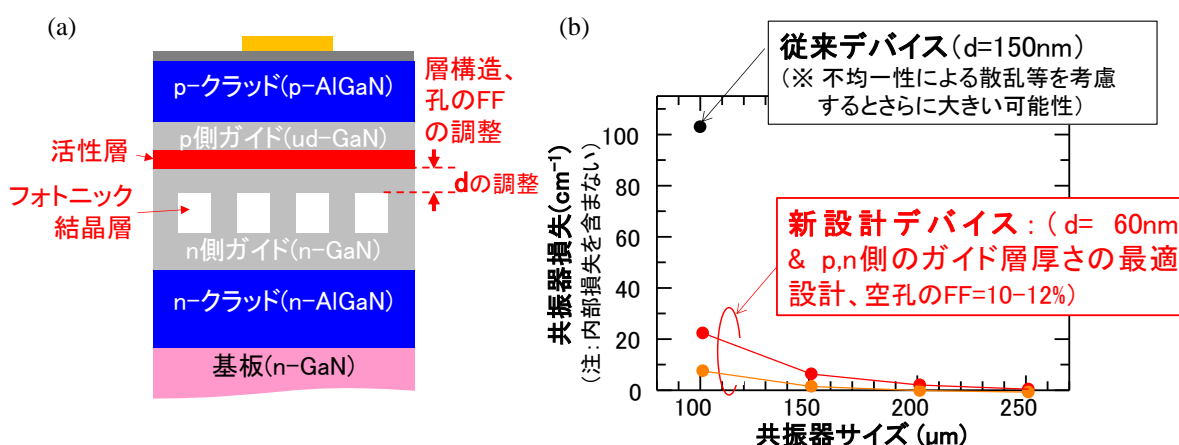 (a)
p-クラッド(p-AlGaN)
p側ガイド(ud-GaN)
活性層
フォトニック
結晶層
n側ガイド(n-GaN)
n-クラッド(n-AlGaN)
基板(n-GaN)
層構造、
孔のFF
の調整
dの調整
(b)
従来デバイス(d=150nm)
(※ 不均一性による散乱等を考慮
するとさらに大きい可能性)
新設計デバイス:(d= 60nm
& p,n側のガイド層厚さの最適
設計、空孔のFF=10-12%)
共振器損失(cm⁻¹)
(注:内部損失を含まない)
100
80
60
40
20
0
100
150
200
250
共振器サイズ (μm)